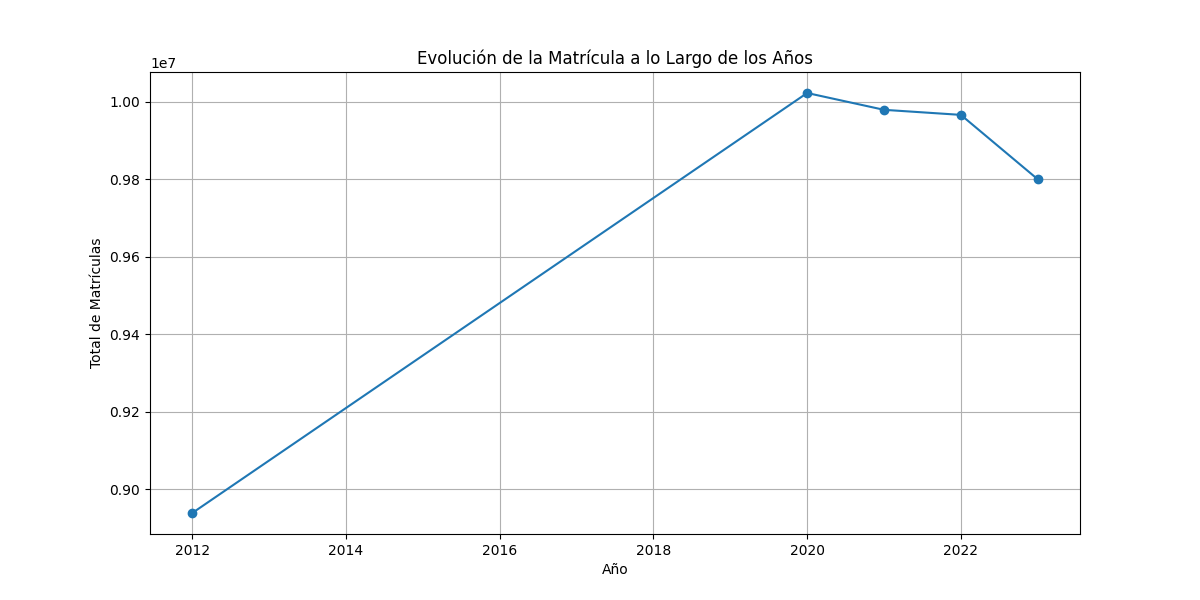 Evolución de la Matrícula a lo Largo de los Años
1e7
1.00
0.98
0.96
0.94
0.92
0.90
Total de Matrículas
2012 2014 2016 2018 2020 2022
Año